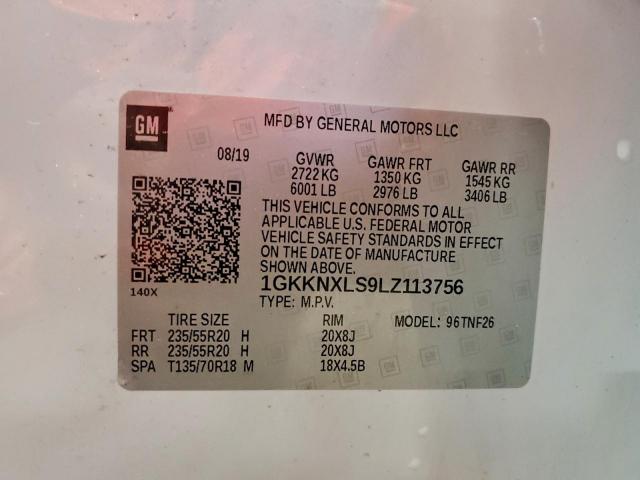 GM
MFD BY GENERAL MOTORS LLC
08/19 GVWR GAWR FRT GAWR RR
2722 KG 1350 KG 1545 KG
6001 LB 2976 LB 3406 LB
THIS VEHICLE CONFORMS TO ALL
APPLICABLE U.S. FEDERAL MOTOR
VEHICLE SAFETY STANDARDS IN EFFECT
ON THE DATE OF MANUFACTURE
SHOWN ABOVE.
140X 1GKKNXLS9LZ113756
TYPE: M.P.V.
TIRE SIZE RIM MODEL: 96TNF26
FRT 235/55R20 H 20X8J
RR 235/55R20 H 20X8J
SPA T135/70R18 M 18X4.5B